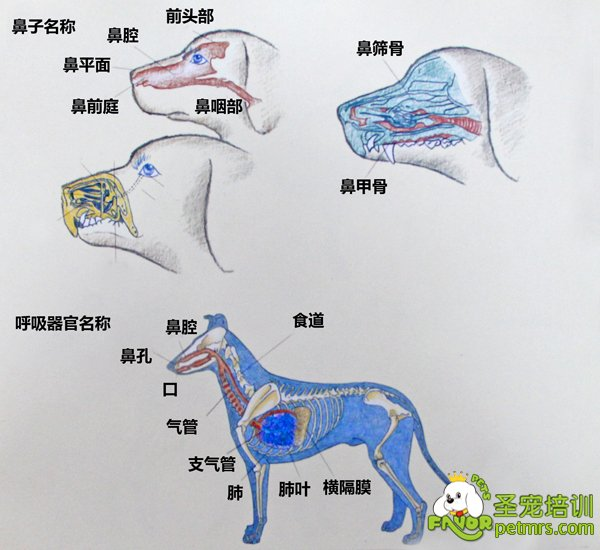 鼻子名称
鼻腔
前头部
鼻平面
鼻前庭
鼻咽部
鼻筛骨
鼻甲骨
呼吸器官名称
鼻腔
食道
鼻孔
口
气管
支气管
肺
肺叶
横隔膜
PETS
FAVOR
圣宠培训
petmrs.com